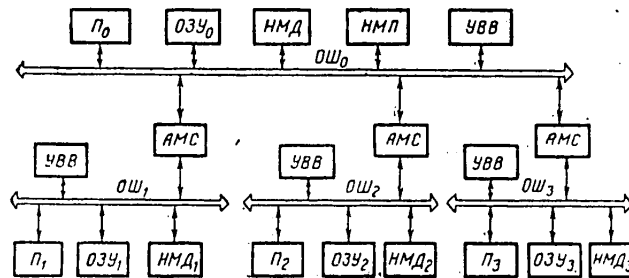 П₀ ОЗУ₀ НМД НМЛ УВВ
ОШ₀
АМС АМС АМС
УВВ УВВ УВВ
ОШ₁ ОШ₂ ОШ₃
П₁ ОЗУ₁ НМД₁ П₂ ОЗУ₂ НМД₂ П₃ ОЗУ₃ НМД₃